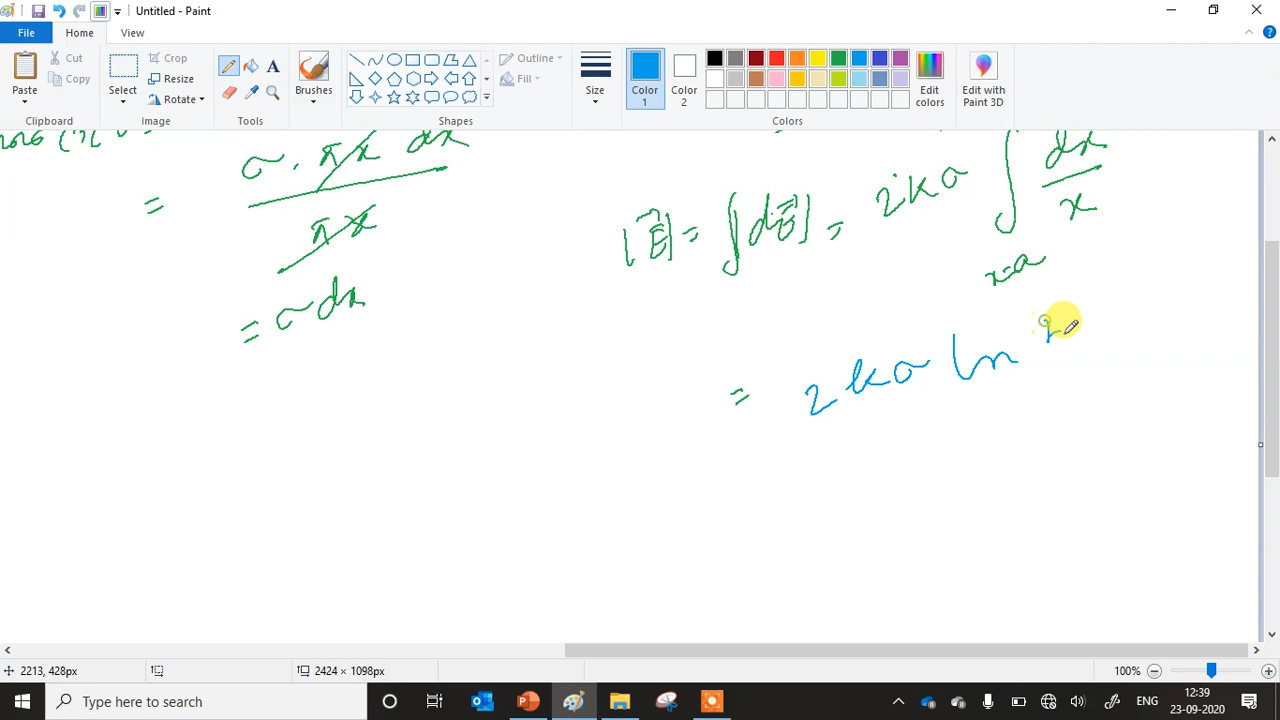 Untitled - Paint
File Home View
Paste Cut Copy Clipboard
Select Crop Resize Rotate Image
Tools
Brushes
Outline Fill Shapes
Size
Color 1 Color 2 Edit colors Colors
Edit with Paint 3D
= σ . πx dx
πx
= σ dx
|E⃗| = ∫|dE⃗| = 2kσ ∫ dx
x
x=a
= 2kσ ln
2213, 428px 2424 × 1098px 100%
Type here to search ENG 12:39
23-09-2020